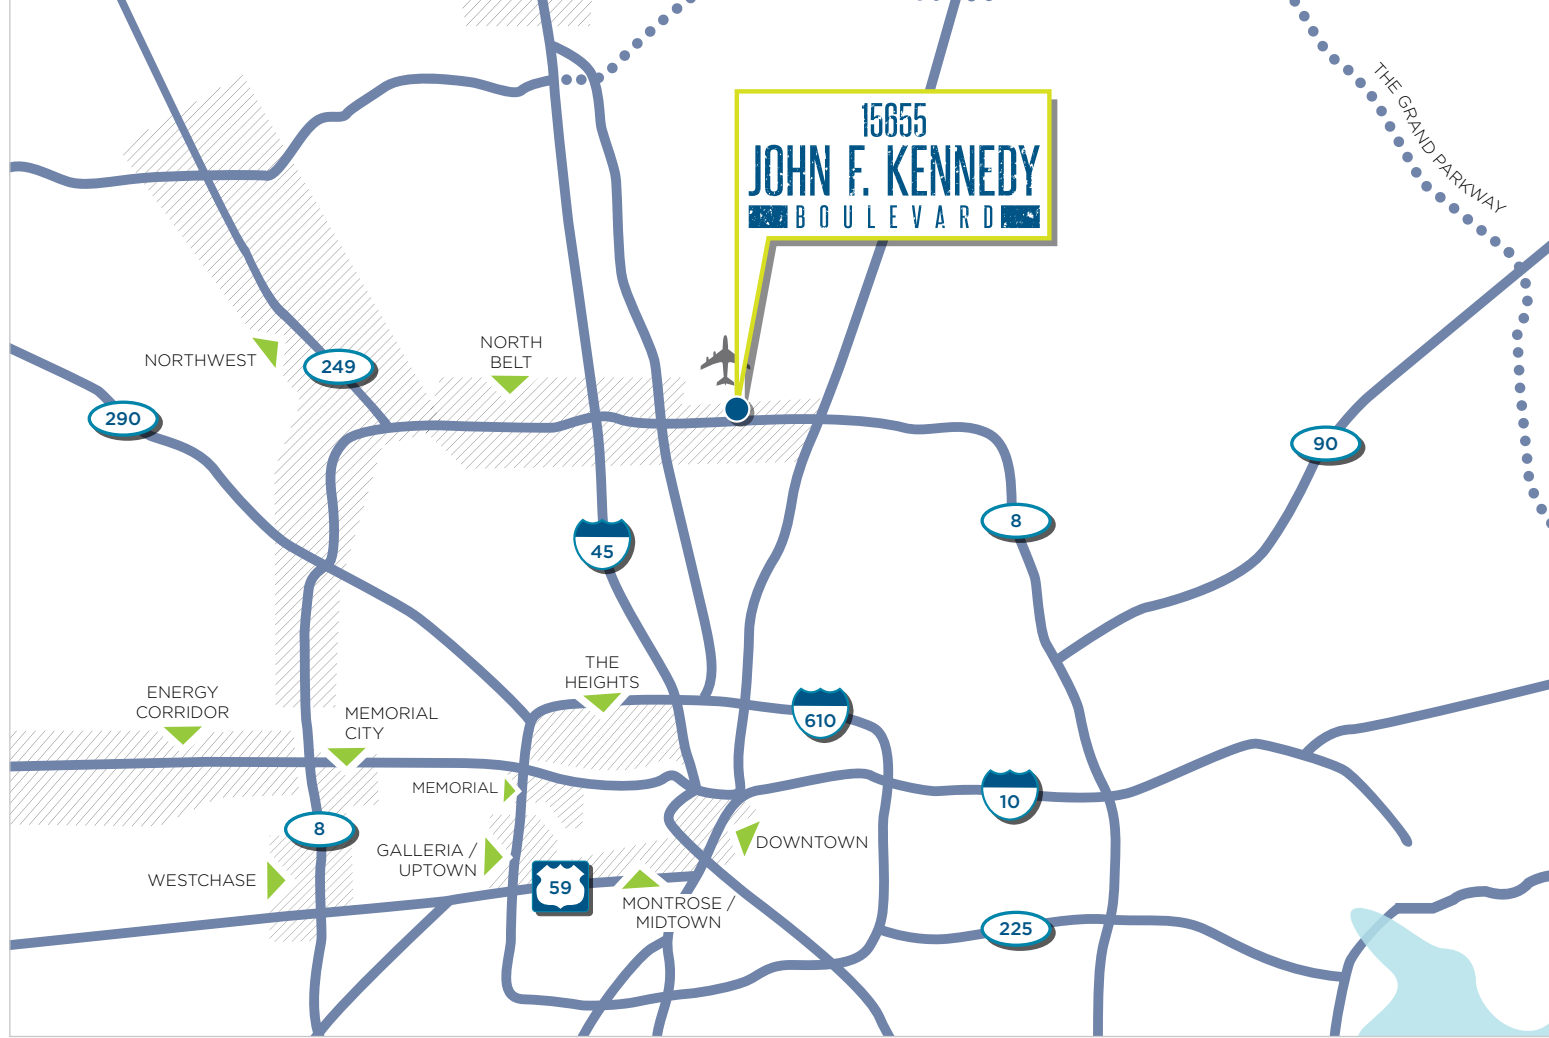 THE GRAND PARKWAY
15655
JOHN F. KENNEDY
BOULEVARD
NORTH
BELT
NORTHWEST
249
290
90
8
45
THE
HEIGHTS
ENERGY
CORRIDOR
MEMORIAL
CITY
610
MEMORIAL
10
8
DOWNTOWN
GALLERIA /
UPTOWN
WESTCHASE
59
MONTROSE /
MIDTOWN
225